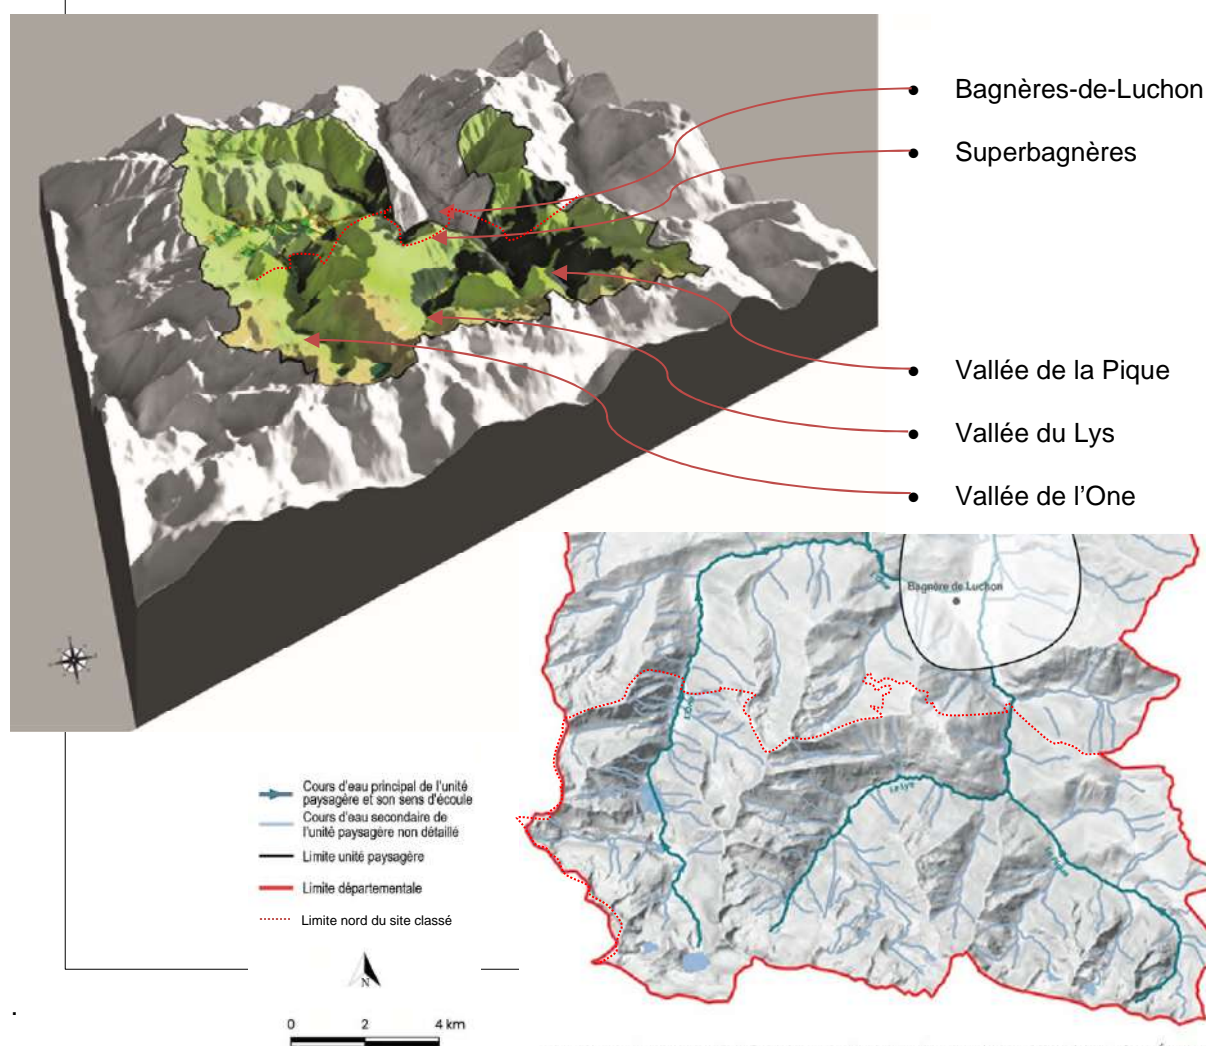 • Bagnères-de-Luchon
• Superbagnères
• Vallée de la Pique
• Vallée du Lys
• Vallée de l'One
Bagnère de Luchon
Le Lys
Cours d'eau principal de l'unité
paysagère et son sens d'écoule
Cours d'eau secondaire de
l'unité paysagère non détaillé
Limite unité paysagère
Limite départementale
Limite nord du site classé
N
.
0 2 4 km